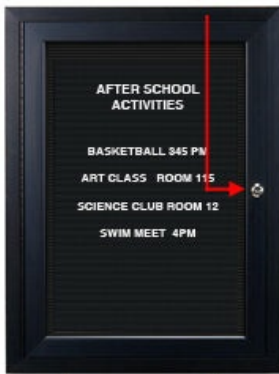 AFTER SCHOOL
ACTIVITIES
BASKETBALL 345 PM
ART CLASS ROOM 115
SCIENCE CLUB ROOM 12
SWIM MEET 4PM